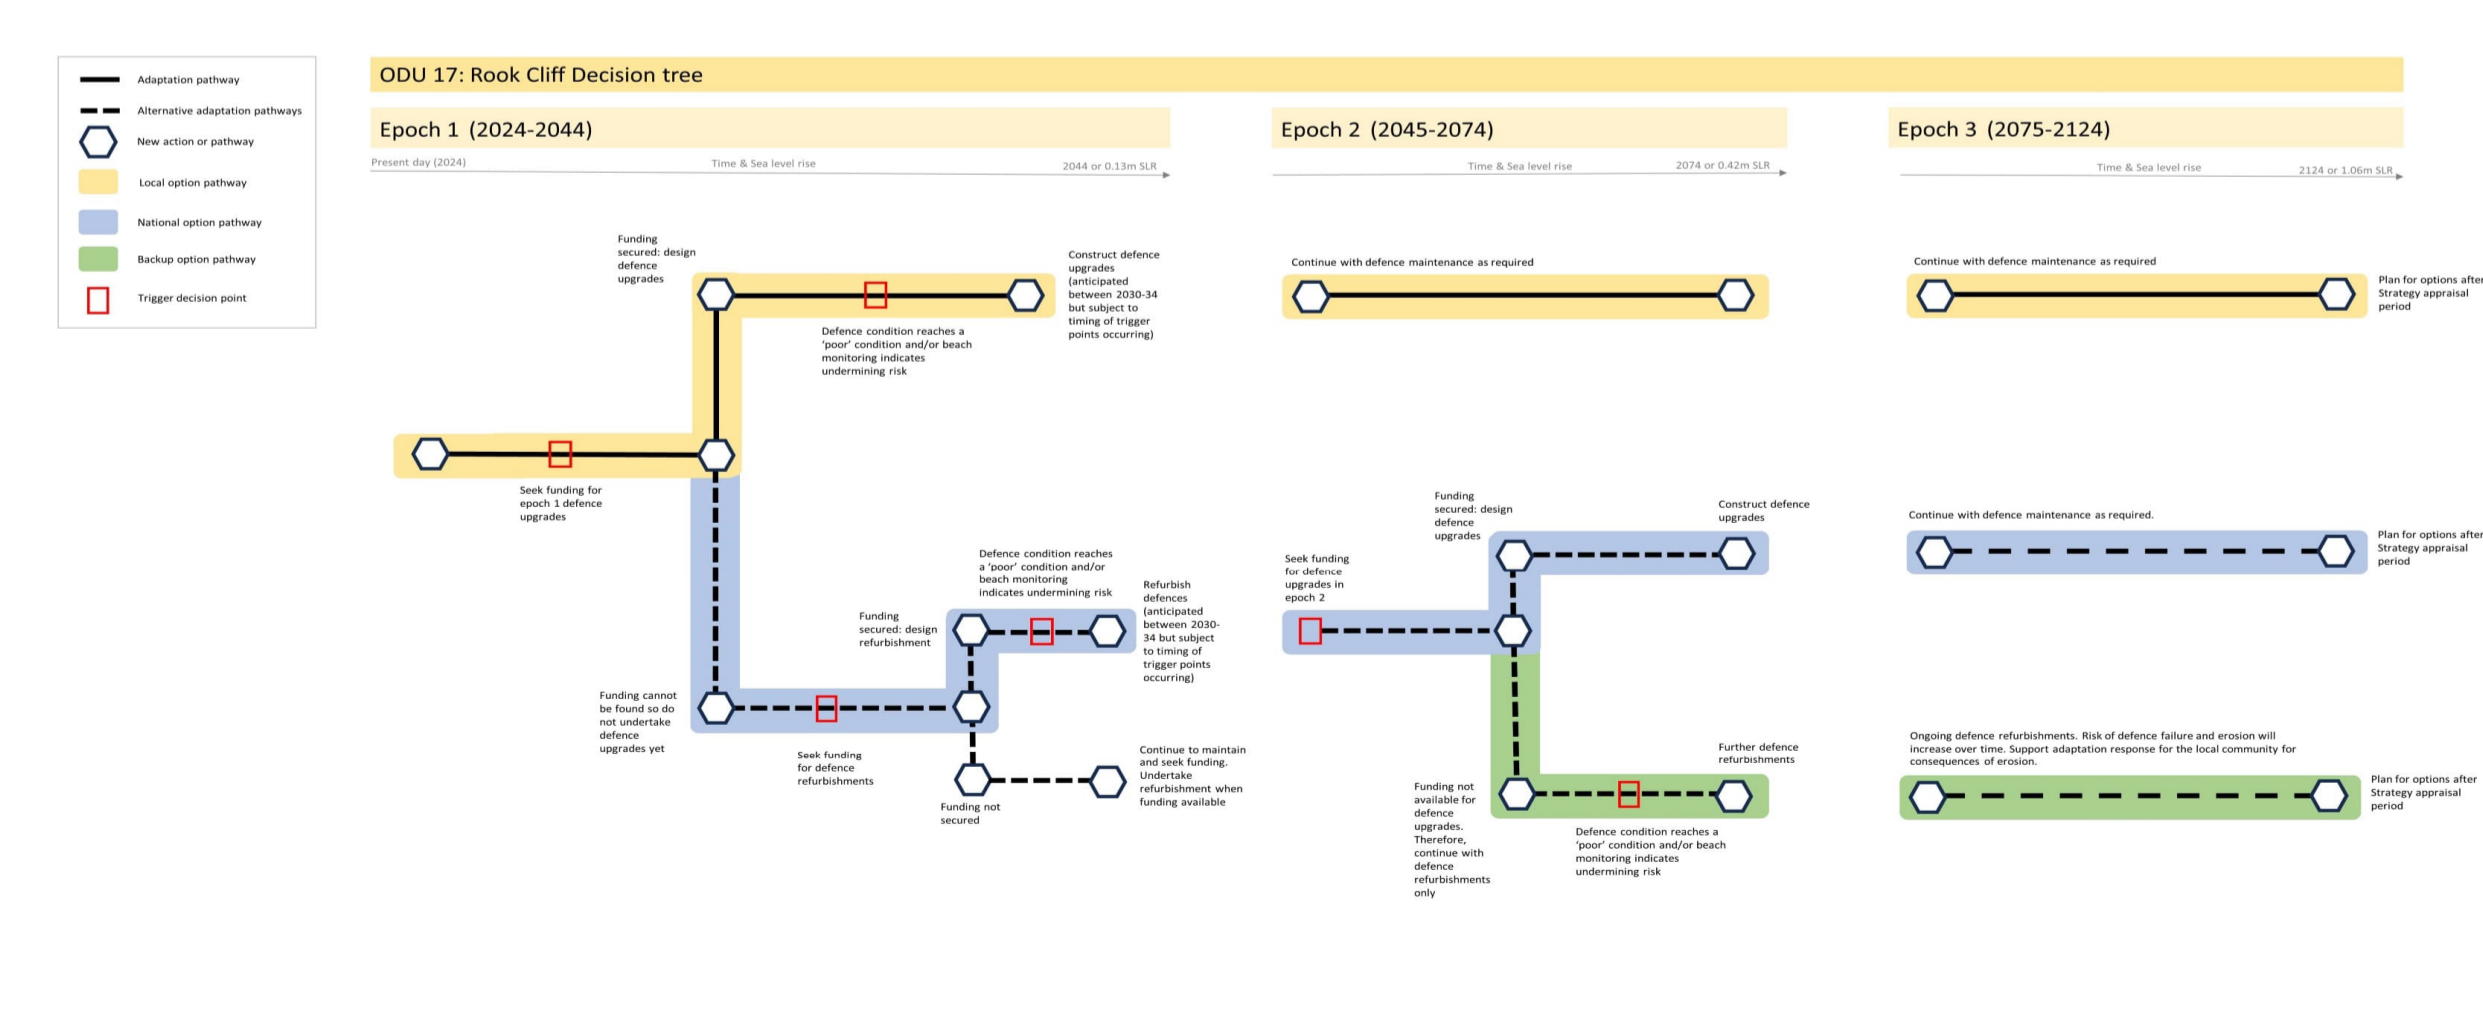 Adaptation pathway
Alternative adaptation pathways
New action or pathway
Local option pathway
National option pathway
Backup option pathway
Trigger decision point
ODU 17: Rook Cliff Decision tree
Epoch 1 (2024-2044)
Present day (2024)
Time & Sea level rise
2044 or 0.13m SLR
Funding
secured: design
defence
upgrades
Construct defence
upgrades
(anticipated
between 2030-34
but subject to
timing of trigger
points occurring)
Defence condition reaches a
‘poor’ condition and/or beach
monitoring indicates
undermining risk
Seek funding for
epoch 1 defence
upgrades
Defence condition reaches
a ‘poor’ condition and/or
beach monitoring
indicates undermining risk
Refurbish
defences
(anticipated
between 2030-
34 but subject
to timing of
trigger points
occurring)
Funding
secured: design
refurbishment
Funding cannot
be found so do
not undertake
defence
upgrades yet
Seek funding
for defence
refurbishments
Funding not
secured
Continue to maintain
and seek funding.
Undertake
refurbishment when
funding available
Epoch 2 (2045-2074)
Time & Sea level rise
2074 or 0.42m SLR
Continue with defence maintenance as required
Funding
secured: design
defence
upgrades
Construct defence
upgrades
Seek funding
for defence
upgrades in
epoch 2
Further defence
refurbishments
Funding not
available for
defence
upgrades.
Therefore,
continue with
defence
refurbishments
only
Defence condition reaches a
‘poor’ condition and/or beach
monitoring indicates
undermining risk
Epoch 3 (2075-2124)
Time & Sea level rise
2124 or 1.06m SLR
Continue with defence maintenance as required
Plan for options after
Strategy appraisal
period
Continue with defence maintenance as required.
Plan for options after
Strategy appraisal
period
Ongoing defence refurbishments. Risk of defence failure and erosion will
increase over time. Support adaptation response for the local community for
consequences of erosion.
Plan for options after
Strategy appraisal
period